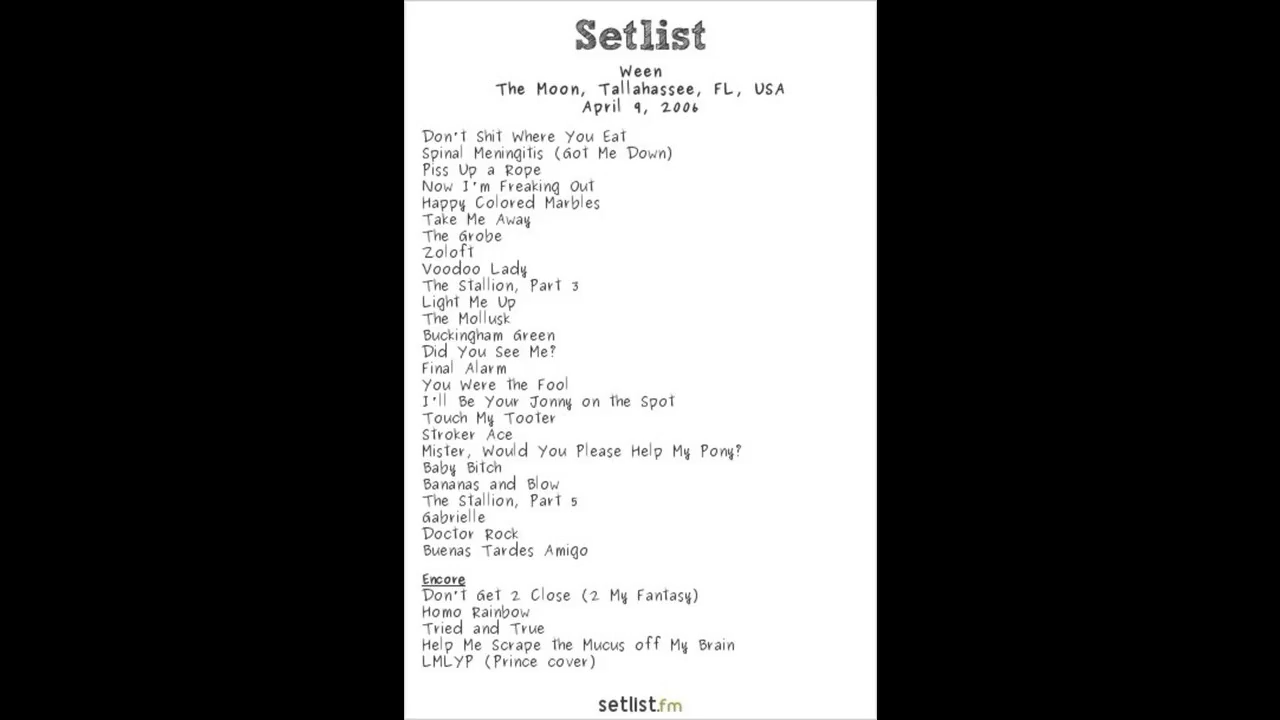 Setlist
Ween
The Moon, Tallahassee, FL, USA
April 9, 2006
Don't Shit Where You Eat
Spinal Meningitis (Got Me Down)
Piss Up a Rope
Now I'm Freaking Out
Happy Colored Marbles
Take Me Away
The Grobe
Zoloft
Voodoo Lady
The Stallion, Part 3
Light Me Up
The Mollusk
Buckingham Green
Did You See Me?
Final Alarm
You Were the Fool
I'll Be Your Jonny on the Spot
Touch My Tooter
Stroker Ace
Mister, Would You Please Help My Pony?
Baby Bitch
Bananas and Blow
The Stallion, Part 5
Gabrielle
Doctor Rock
Buenas Tardes Amigo
Encore
Don't Get 2 Close (2 My Fantasy)
Homo Rainbow
Tried and True
Help Me Scrape the Mucus off My Brain
LMLYP (Prince cover)
setlist.fm